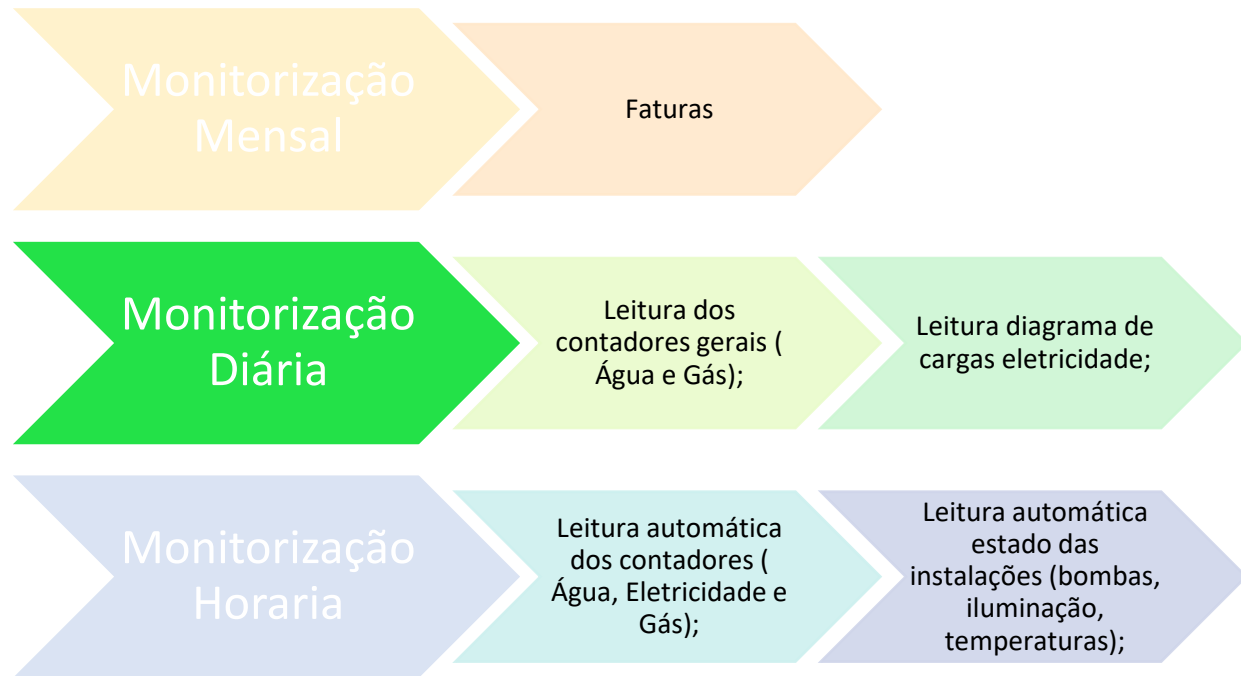 Monitorização
Mensal
Faturas
Monitorização
Diária
Leitura dos
contadores gerais (
Água e Gás);
Leitura diagrama de
cargas eletricidade;
Monitorização
Horaria
Leitura automática
dos contadores (
Água, Eletricidade e
Gás);
Leitura automática
estado das
instalações (bombas,
iluminação,
temperaturas);